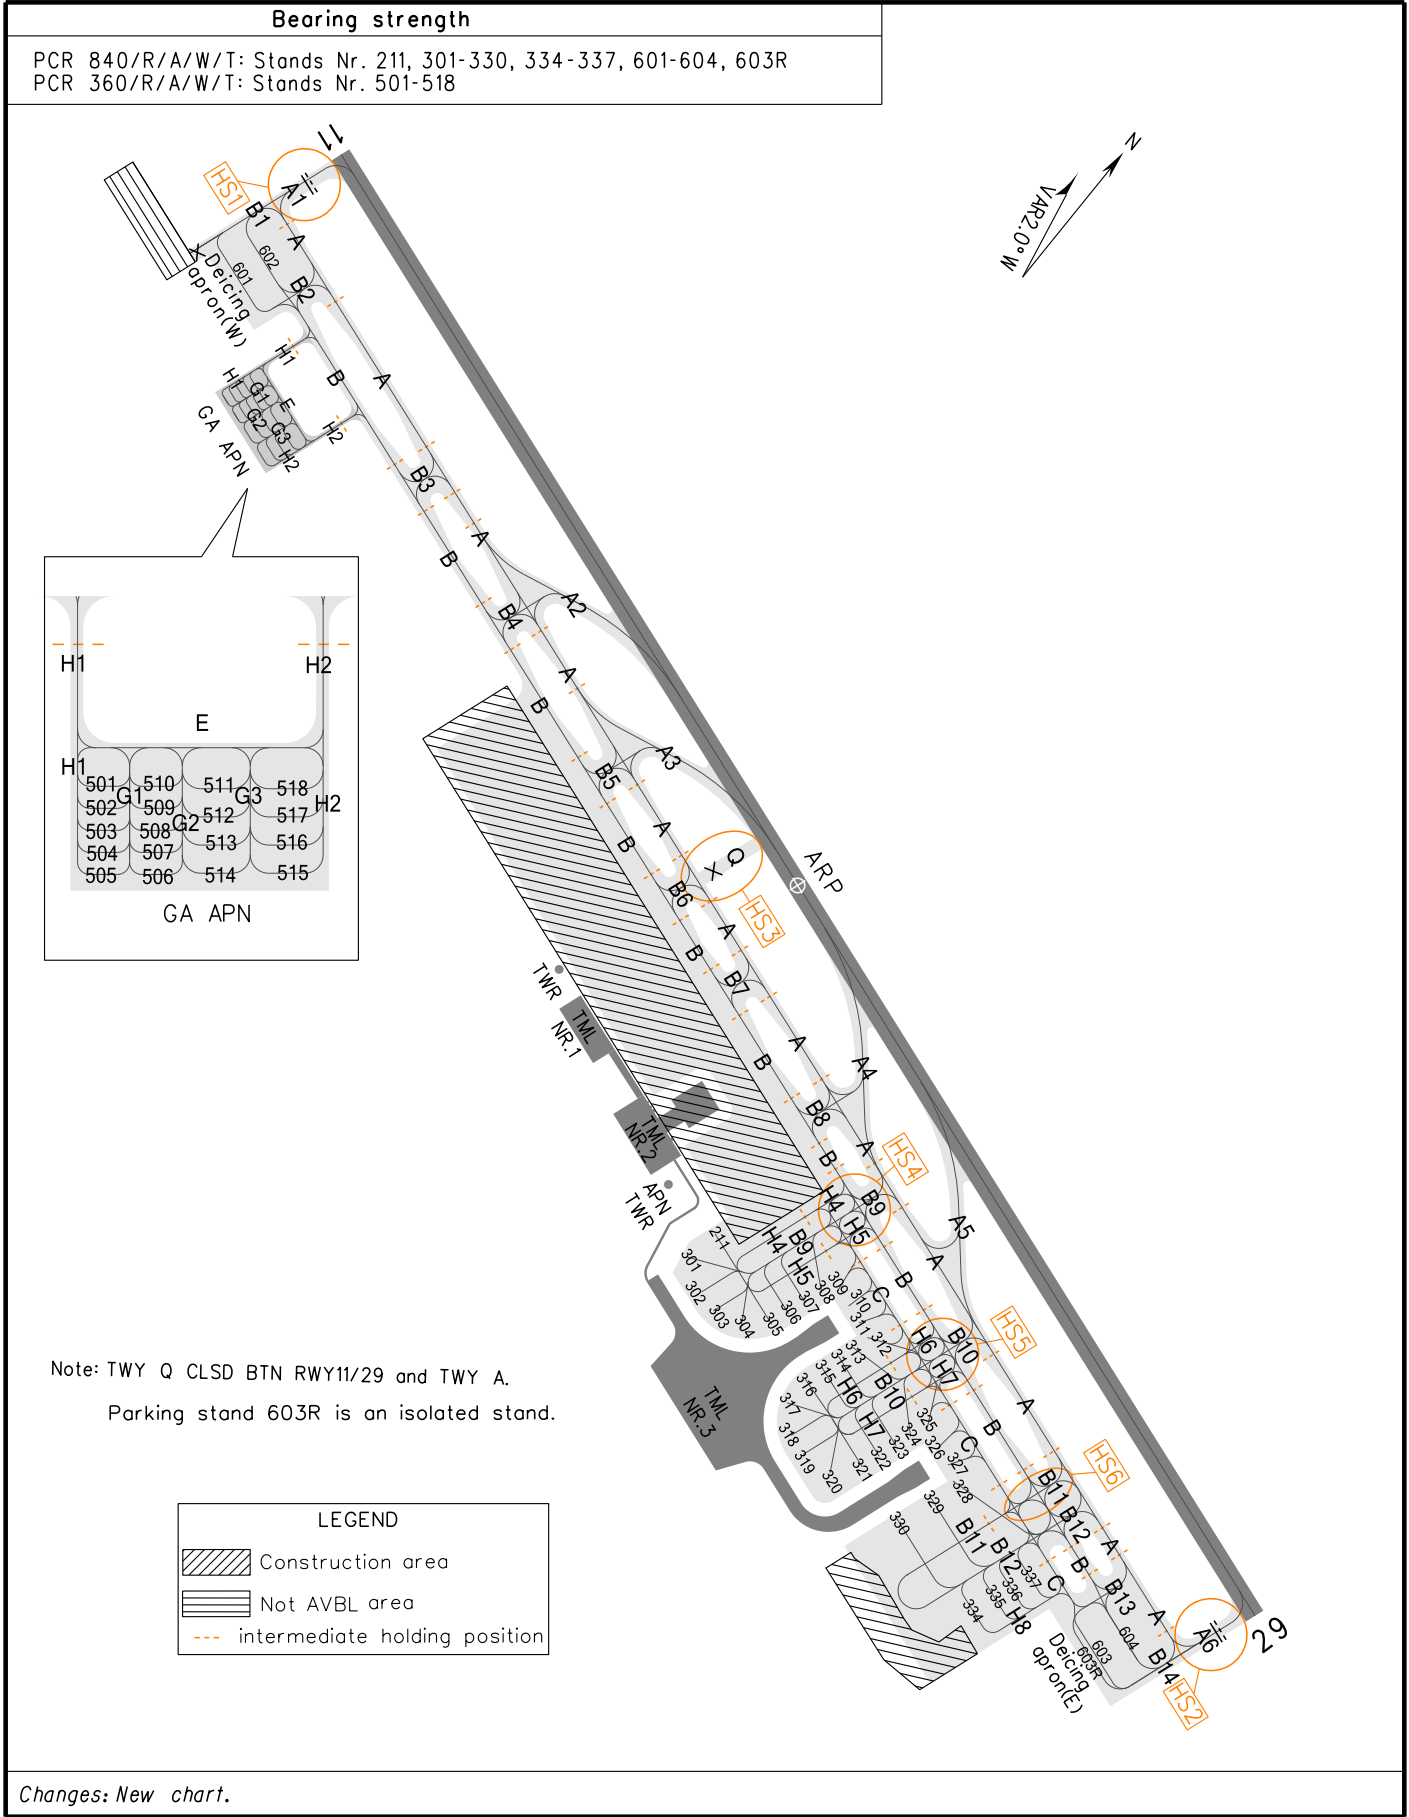 Bearing strength
PCR 840/R/A/W/T: Stands Nr. 211, 301-330, 334-337, 601-604, 603R
PCR 360/R/A/W/T: Stands Nr. 501-518
11
N
VAR2.0°W
HS1
A1
B1
A
602
601
B2
X
Deicing
apron(W)
H1
H1
G1
E
G2
G3
H2
H2
GA APN
B
A
B3
A
B
B4
A2
A
B
B5
A3
A
B
Q
X
HS3
ARP
B6
A
B
B7
A
B
A4
B8
A
B
HS4
H4
B9
H5
A5
A
B
H1
H2
E
H1
H2
501
510
511
518
G1
G3
502
509
512
517
G2
503
508
513
516
504
507
505
506
514
515
GA APN
TWR
TML
NR.1
TML
NR.2
APN
TWR
211
H4
B9
H5
301
302
303
304
305
306
307
308
309
310
311
312
C
H6
B10
H7
HS5
313
314
315
316
317
318
319
320
321
322
323
324
325
326
327
328
329
330
H6
B10
H7
C
B
A
TML
NR.3
HS6
B11
B12
A
B
B11
B12
C
337
336
335
334
H8
B13
A
604
603
603R
B14
A6
29
HS2
Deicing
apron(E)
Note: TWY Q CLSD BTN RWY11/29 and TWY A.
Parking stand 603R is an isolated stand.
LEGEND
Construction area
Not AVBL area
intermediate holding position
Changes: New chart.